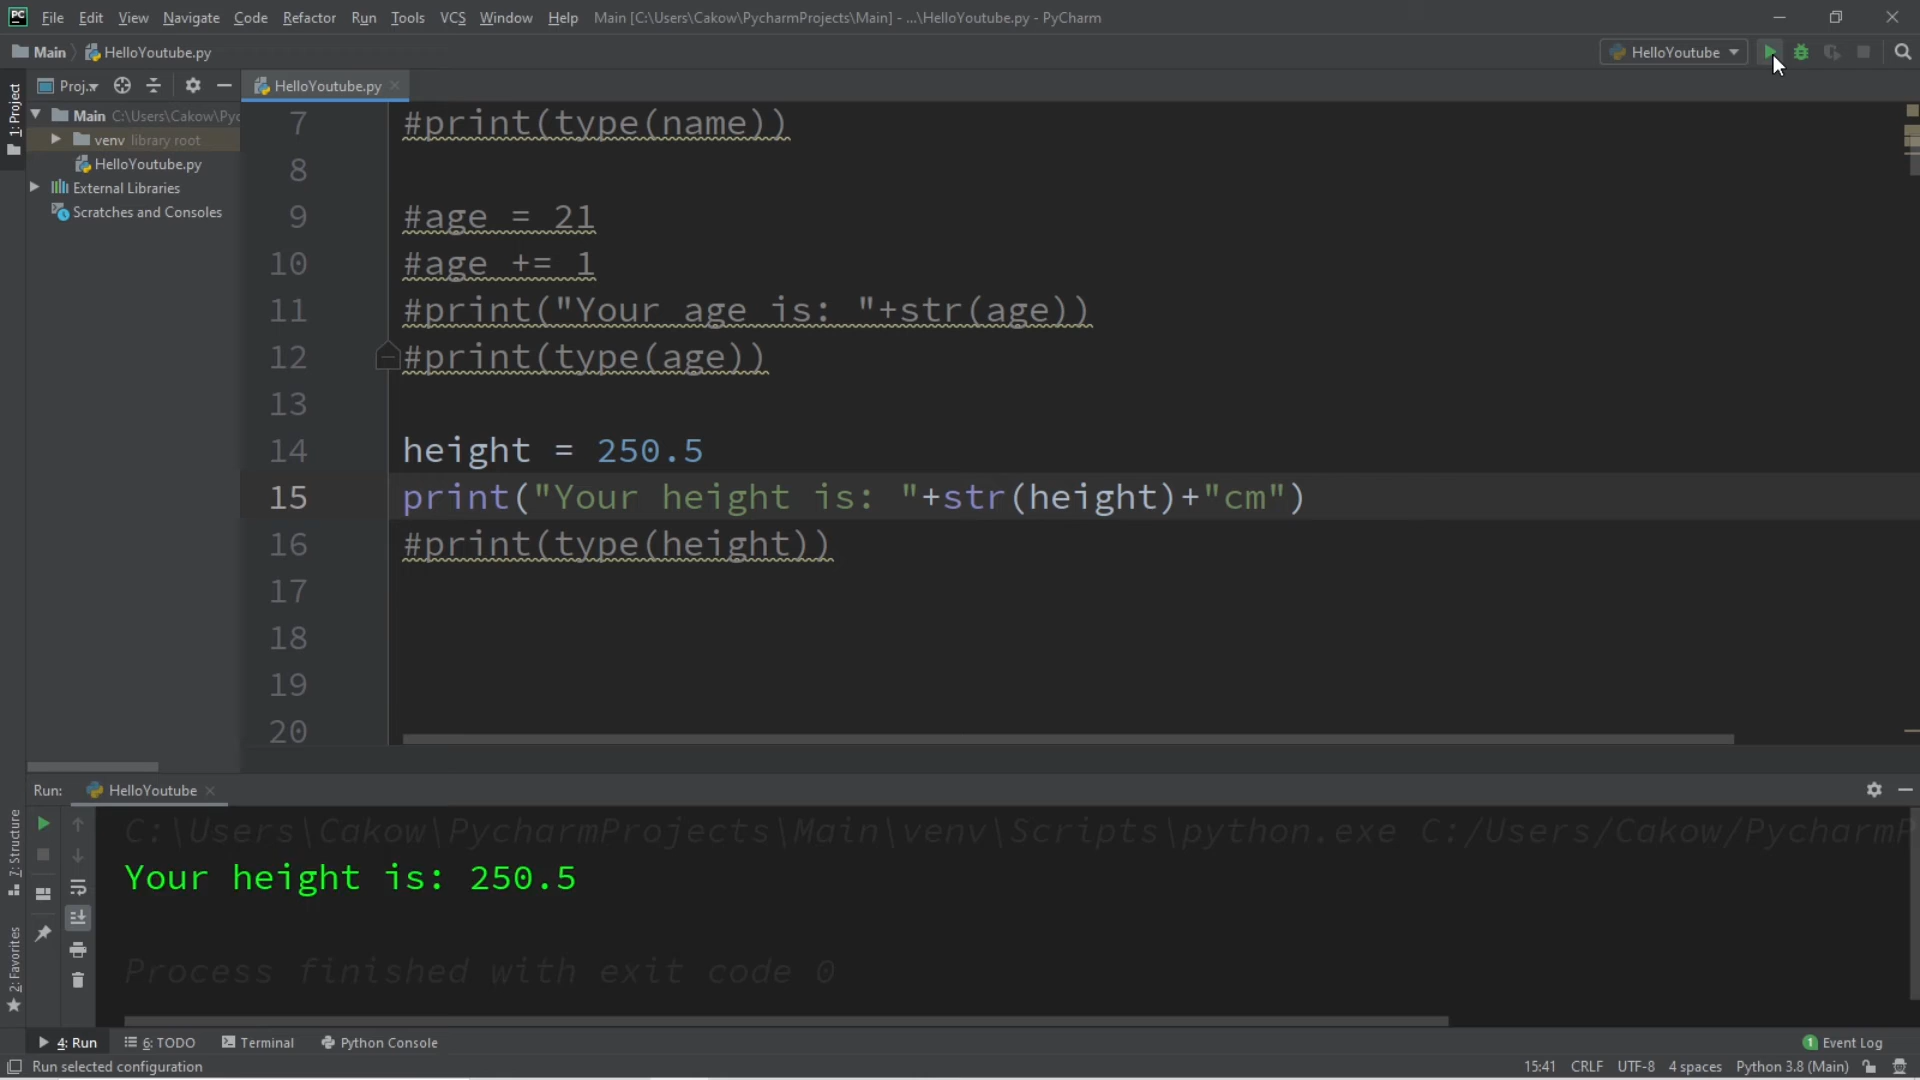 PC File Edit View Navigate Code Refactor Run Tools VCS Window Help Main [C:\Users\Cakow\PycharmProjects\Main] - ...\HelloYoutube.py - PyCharm
Main HelloYoutube.py HelloYoutube
1: Project
Proj.. HelloYoutube.py
Main C:\Users\Cakow\Pyc
venv library root
HelloYoutube.py
External Libraries
Scratches and Consoles
7 #print(type(name))
8
9 #age = 21
10 #age += 1
11 #print("Your age is: "+str(age))
12 #print(type(age))
13
14 height = 250.5
15 print("Your height is: "+str(height)+"cm")
16 #print(type(height))
17
18
19
20
Run: HelloYoutube
7: Structure
2: Favorites
C:\Users\Cakow\PycharmProjects\Main\venv\Scripts\python.exe C:/Users/Cakow/PycharmP
Your height is: 250.5
Process finished with exit code 0
4: Run 6: TODO Terminal Python Console 1 Event Log
Run selected configuration 15:41 CRLF UTF-8 4 spaces Python 3.8 (Main)